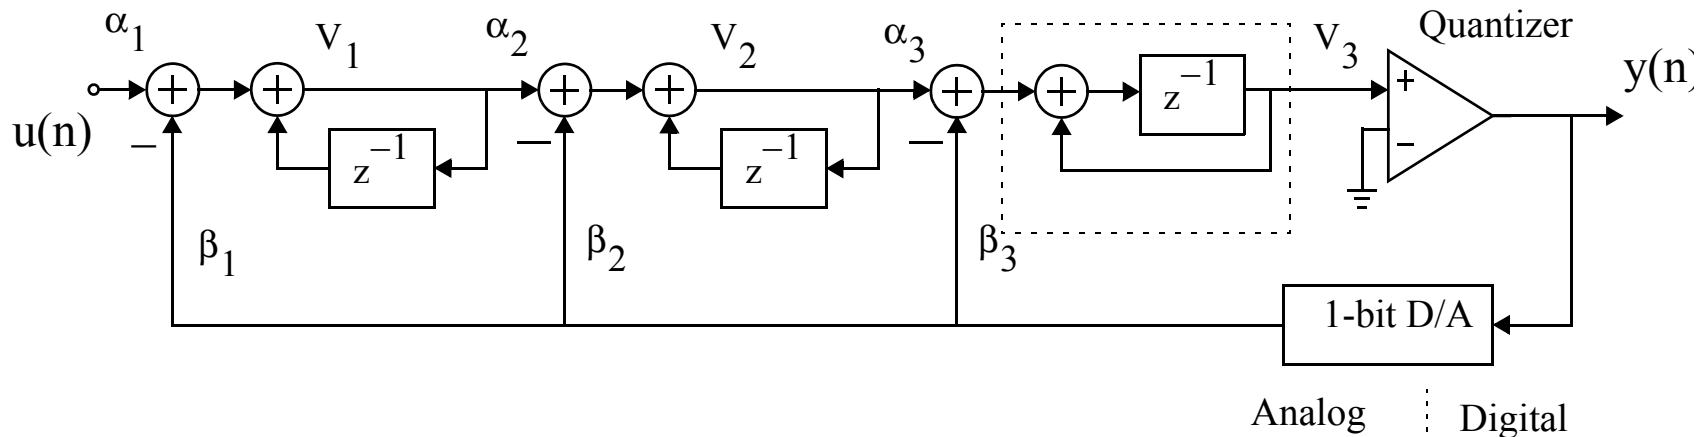 α₁ V₁ α₂ V₂ α₃ V₃ Quantizer
+ + + + + + z⁻¹ + − y(n)
u(n) − z⁻¹ − z⁻¹ −
β₁ β₂ β₃
1-bit D/A
Analog Digital